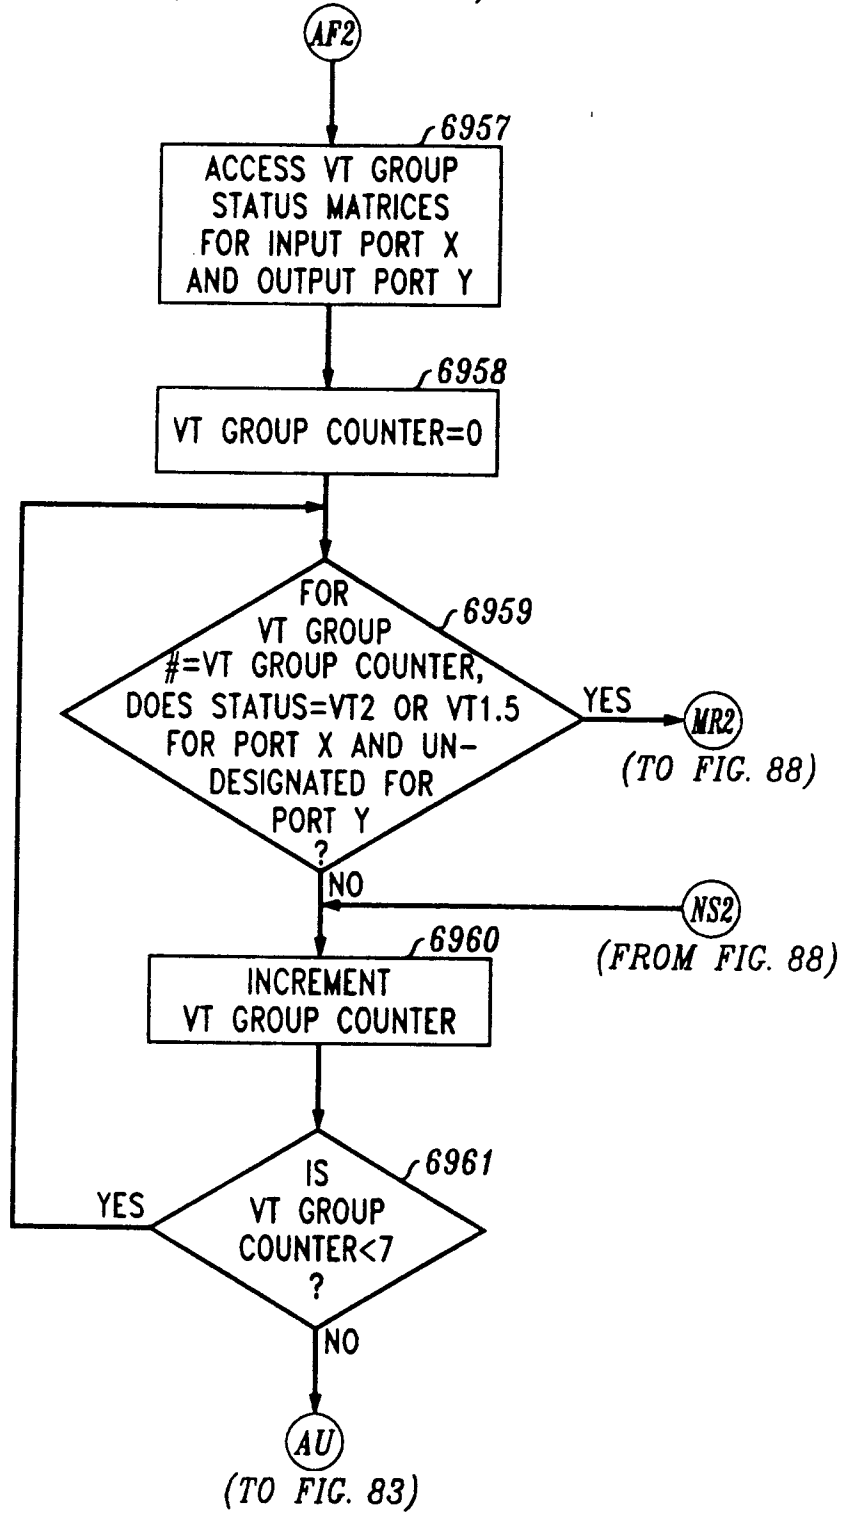 AF2
6957
ACCESS VT GROUP
STATUS MATRICES
FOR INPUT PORT X
AND OUTPUT PORT Y
6958
VT GROUP COUNTER=0
6959
FOR
VT GROUP
#=VT GROUP COUNTER,
DOES STATUS=VT2 OR VT1.5
FOR PORT X AND UN-
DESIGNATED FOR
PORT Y
?
YES
MR2
(TO FIG. 88)
NO
NS2
(FROM FIG. 88)
6960
INCREMENT
VT GROUP COUNTER
6961
IS
VT GROUP
COUNTER<7
?
YES
NO
AU
(TO FIG. 83)